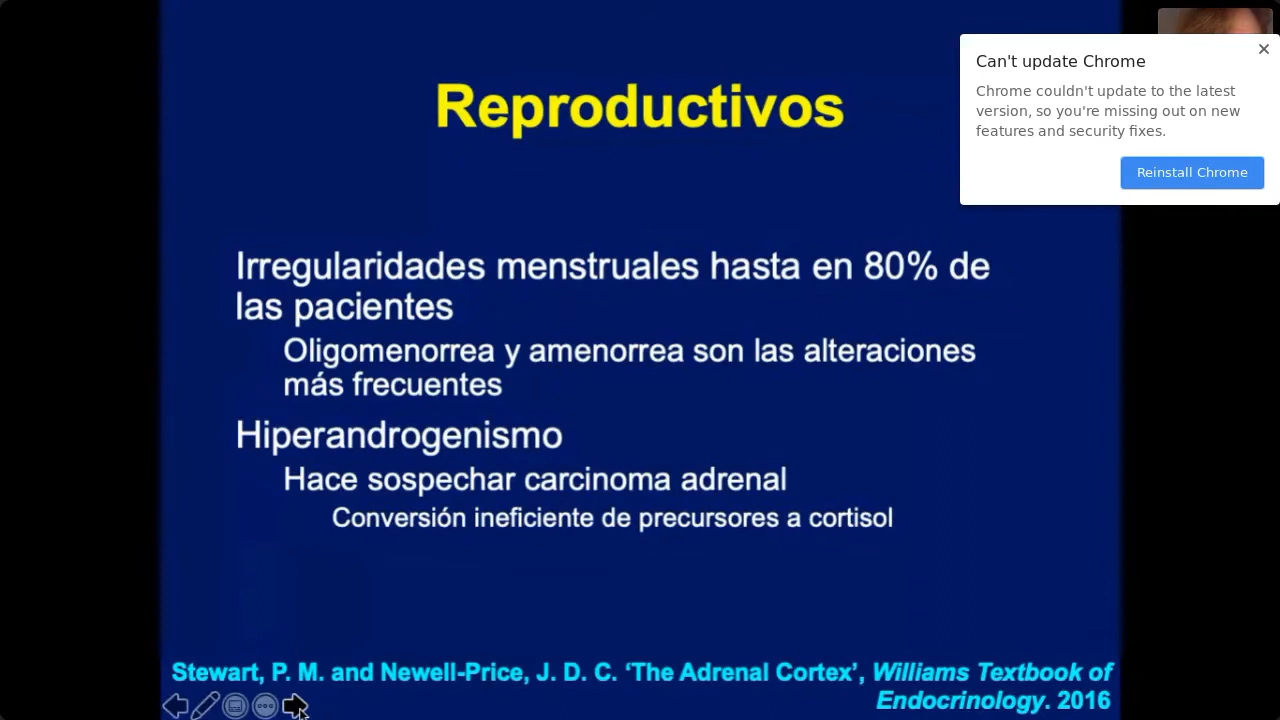 Reproductivos
Can't update Chrome
Chrome couldn't update to the latest
version, so you're missing out on new
features and security fixes.
Reinstall Chrome
Irregularidades menstruales hasta en 80% de
las pacientes
Oligomenorrea y amenorrea son las alteraciones
más frecuentes
Hiperandrogenismo
Hace sospechar carcinoma adrenal
Conversión ineficiente de precursores a cortisol
Stewart, P. M. and Newell-Price, J. D. C. ‘The Adrenal Cortex’, Williams Textbook of
Endocrinology. 2016